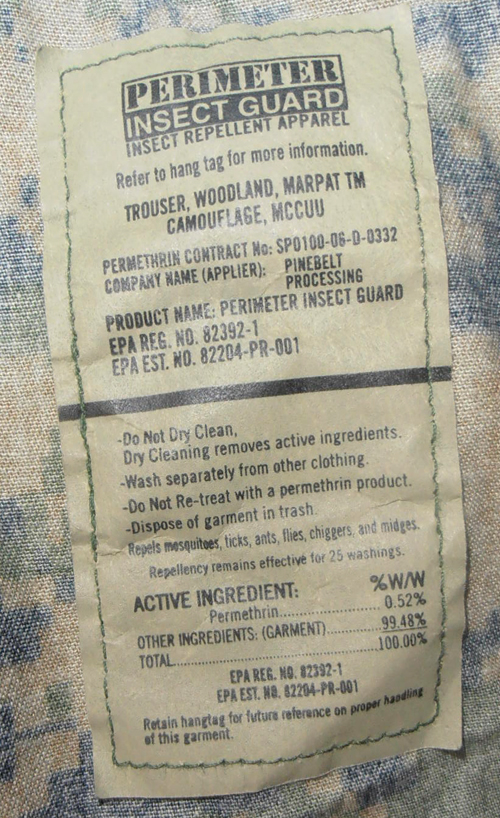 PERIMETER
INSECT GUARD
INSECT REPELLENT APPAREL
Refer to hang tag for more information.
TROUSER, WOODLAND, MARPAT TM
CAMOUFLAGE, MCCUU
PERMETHRIN CONTRACT No: SP0100-06-D-0332
COMPANY NAME (APPLIER): PINEBELT
PROCESSING
PRODUCT NAME: PERIMETER INSECT GUARD
EPA REG. NO. 82392-1
EPA EST. NO. 82204-PR-001
-Do Not Dry Clean,
Dry Cleaning removes active ingredients.
-Wash separately from other clothing.
-Do Not Re-treat with a permethrin product.
-Dispose of garment in trash.
Repels mosquitoes, ticks, ants, flies, chiggers, and midges.
Repellency remains effective for 25 washings.
ACTIVE INGREDIENT: %W/W
Permethrin............................ 0.52%
OTHER INGREDIENTS: (GARMENT)................. 99.48%
TOTAL...................................................... 100.00%
EPA REG. NO. 82392-1
EPA EST. NO. 82204-PR-001
Retain hangtag for future reference on proper handling
of this garment.